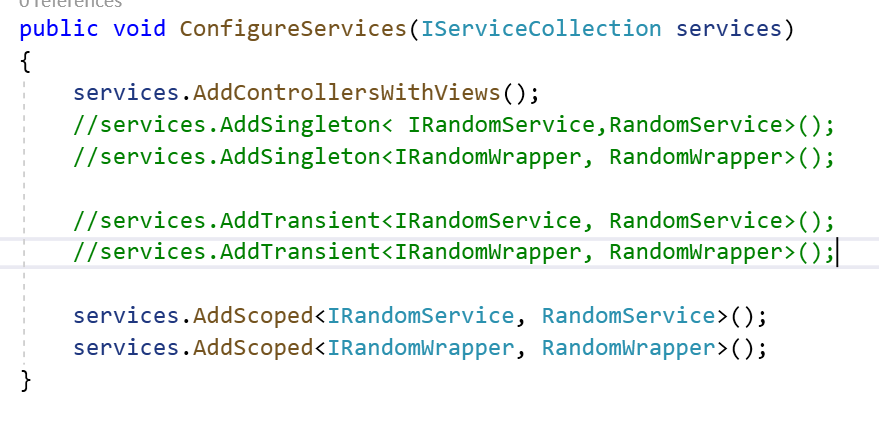 0 references
public void ConfigureServices(IServiceCollection services)
{
services.AddControllersWithViews();
//services.AddSingleton< IRandomService,RandomService>();
//services.AddSingleton<IRandomWrapper, RandomWrapper>();
//services.AddTransient<IRandomService, RandomService>();
//services.AddTransient<IRandomWrapper, RandomWrapper>();
services.AddScoped<IRandomService, RandomService>();
services.AddScoped<IRandomWrapper, RandomWrapper>();
}